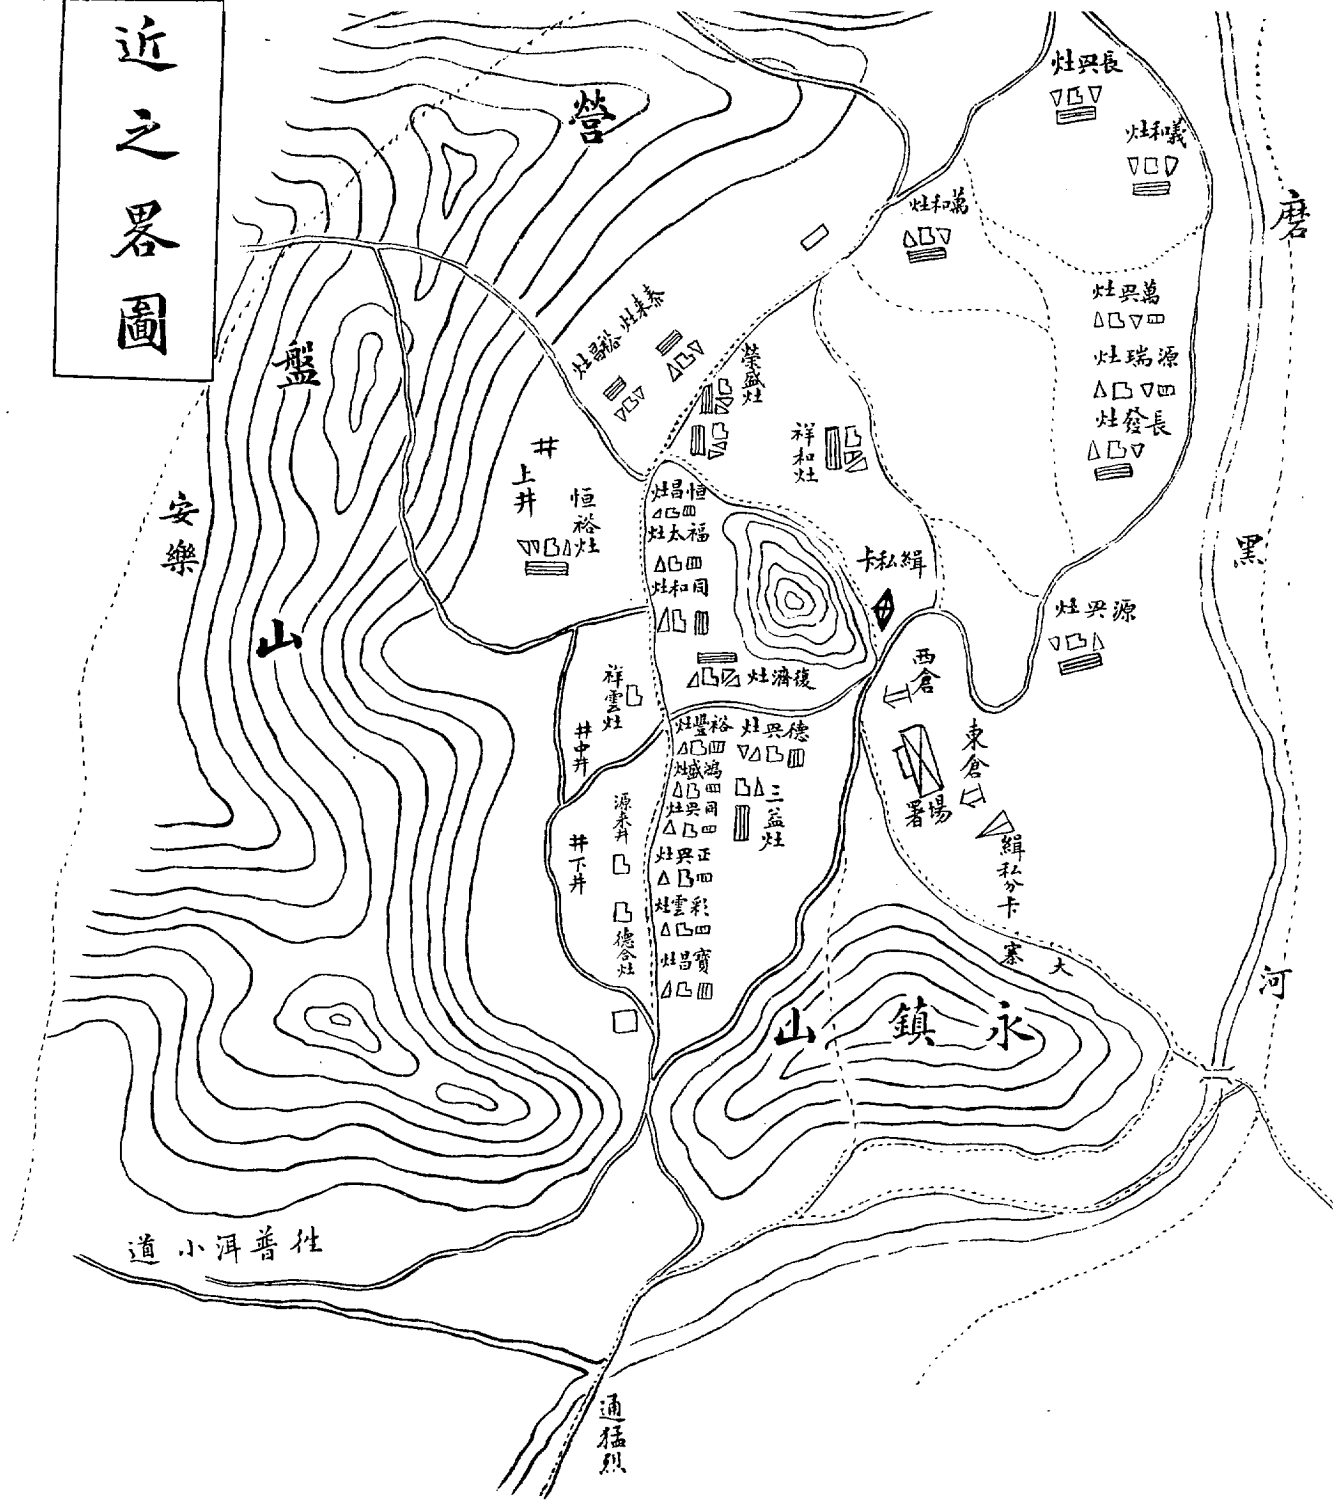 近之畧圖
營盤山
安樂
磨黑河
長興灶
義和灶
萬和灶
萬興灶
源瑞灶
長發灶
源興灶
泰來灶
裕昌灶
榮盛灶
祥和灶
井
上井
恒裕灶
恒昌灶
福太灶
同和灶
復濟灶
緝私卡
西倉
東倉
場署
緝私分卡
大寨
永鎮山
祥雲灶
井中井
井下井
源來井
德合灶
裕豐灶
德興灶
鴻盛灶
同興灶
三益灶
正興灶
彩雲灶
寶昌灶
往普洱小道
通猛烈